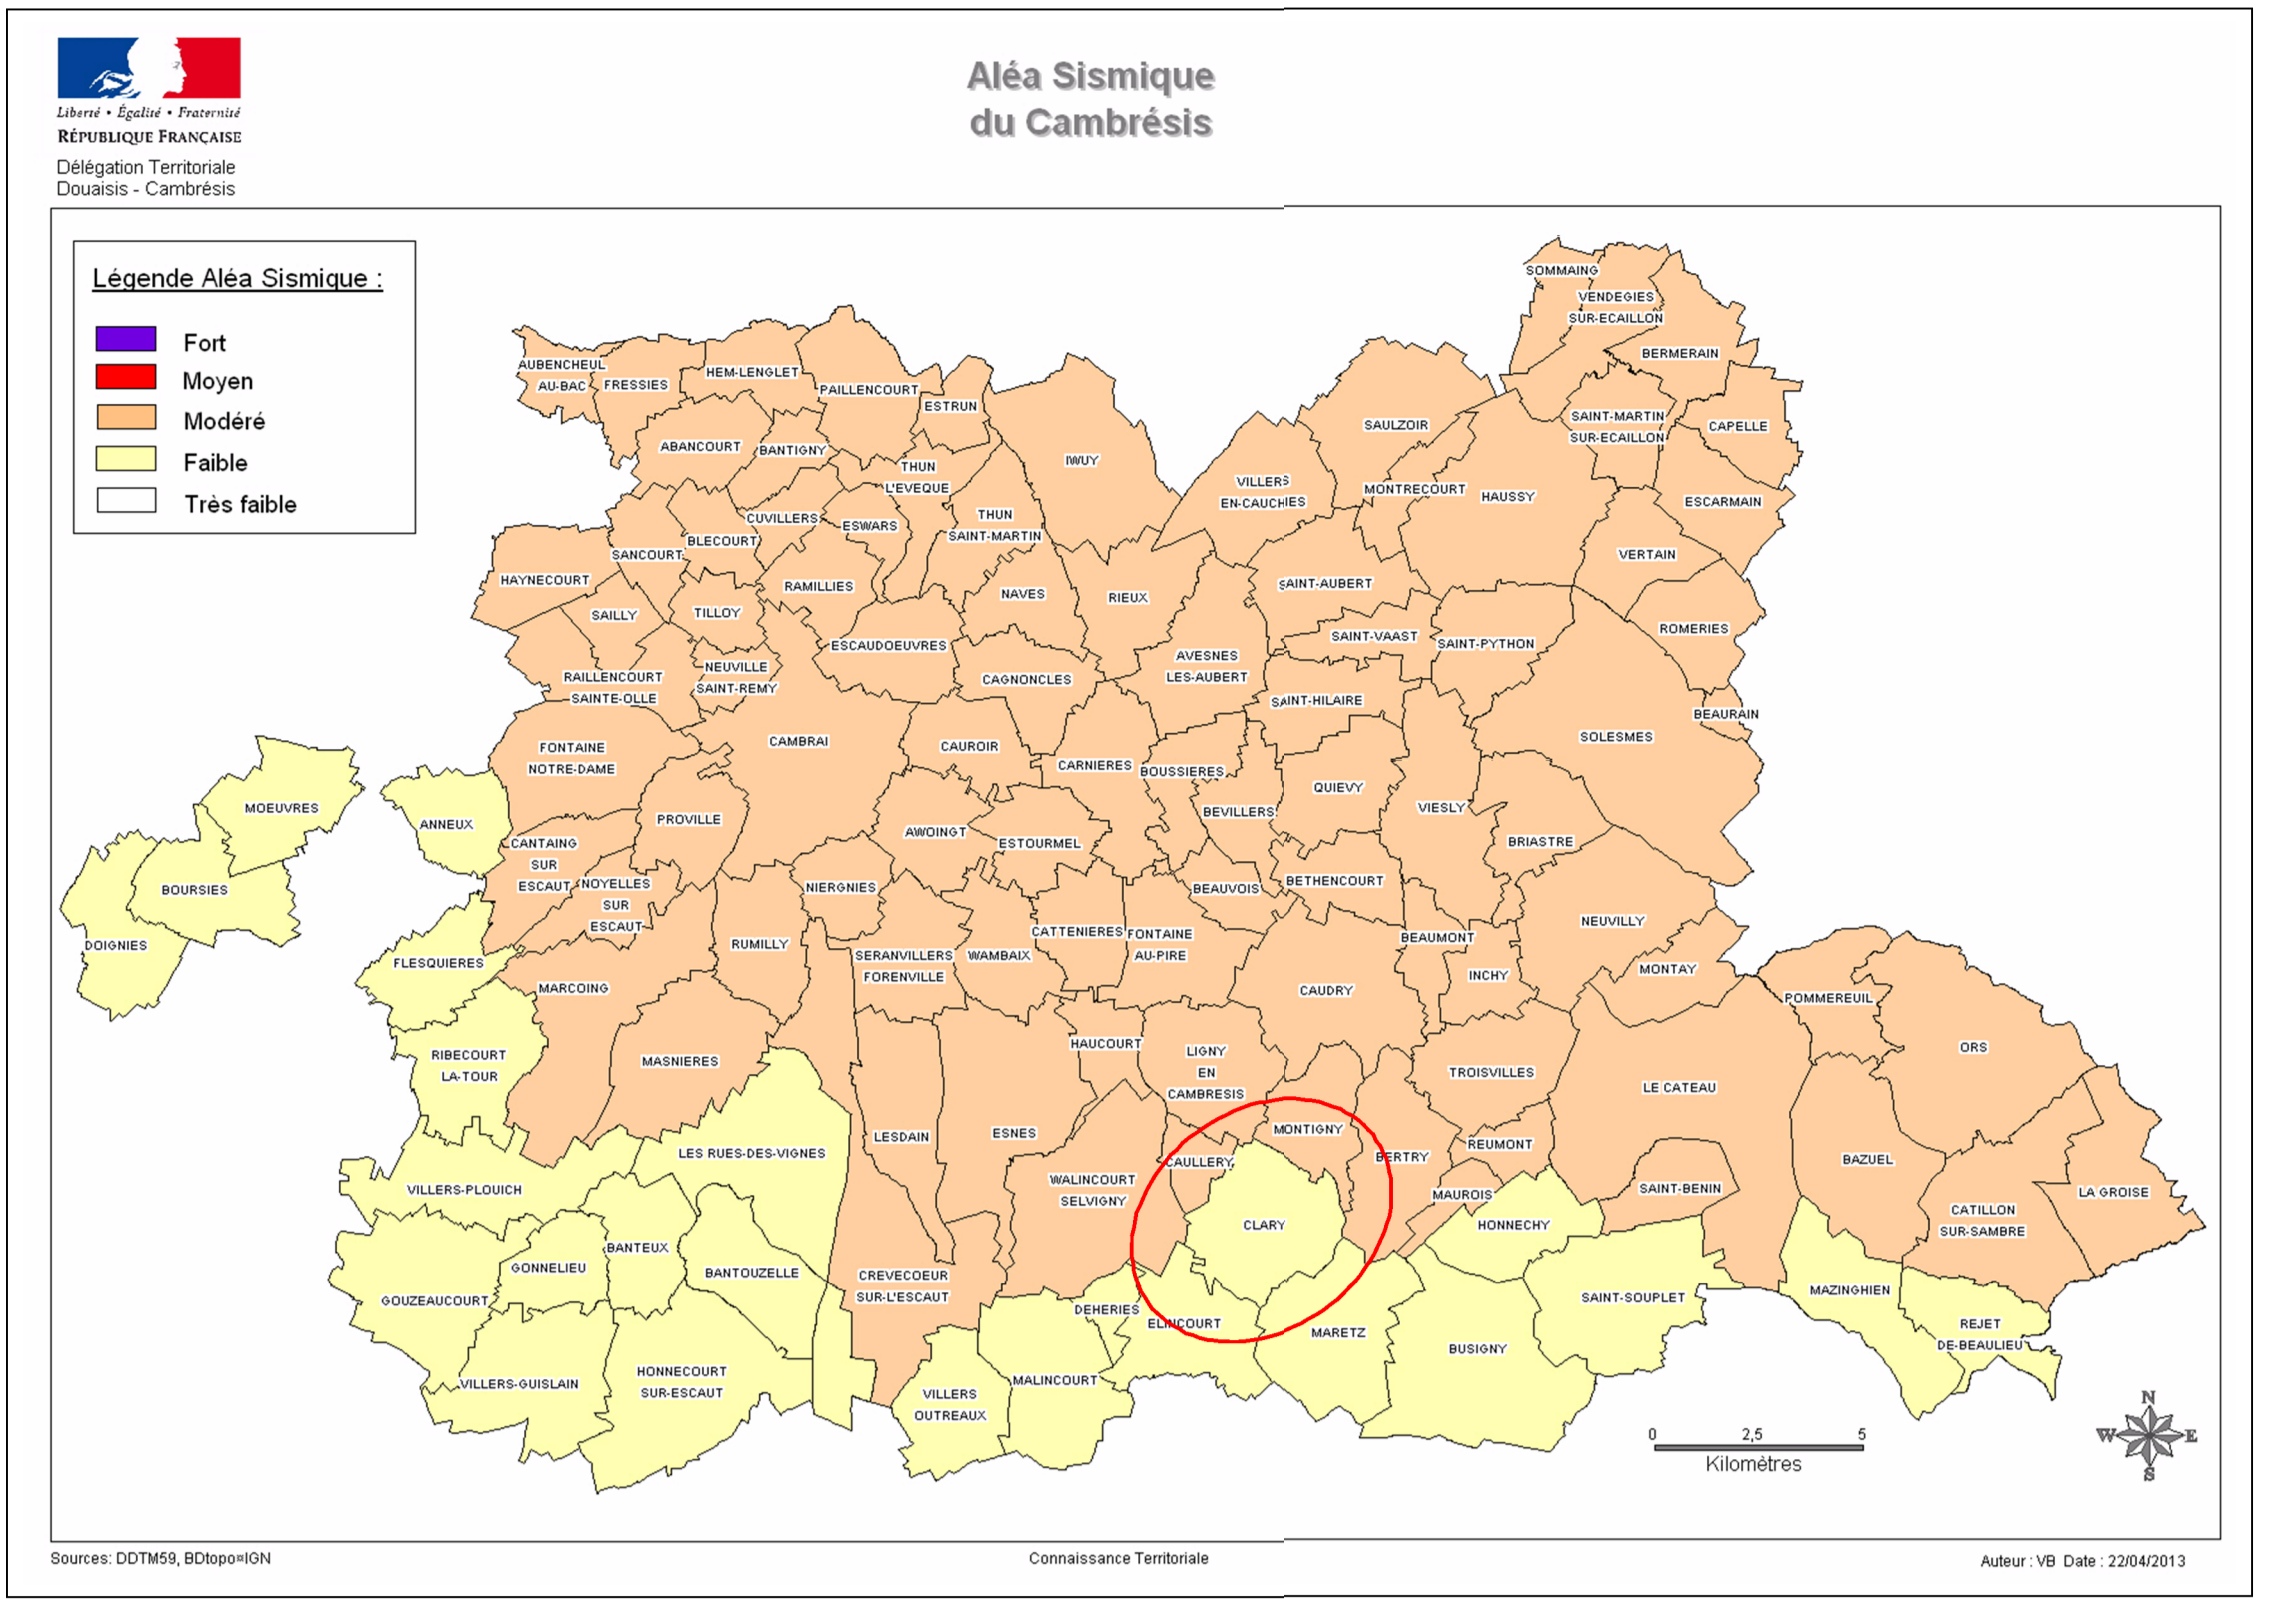 Aléa Sismique
du Cambrésis
Liberté • Égalité • Fraternité
RÉPUBLIQUE FRANÇAISE
Délégation Territoriale
Douaisis - Cambrésis
Légende Aléa Sismique :
Fort
Moyen
Modéré
Faible
Très faible
SOMMAING
VENDEGIES
SUR-ECAILLON
BERMERAIN
AUBENCHEUL
AU-BAC
FRESSIES
HEM-LENGLET
PAILLENCOURT
ESTRUN
SAINT-MARTIN
SUR-ECAILLON
CAPELLE
SAULZOIR
ABANCOURT
BANTIGNY
THUN
L'EVEQUE
IWUY
VILLERS
EN-CAUCHIES
MONTRECOURT
HAUSSY
ESCARMAIN
CUVILLERS
ESWARS
THUN
SAINT-MARTIN
BLECOURT
SANCOURT
VERTAIN
HAYNECOURT
RAMILLIES
NAVES
RIEUX
SAINT-AUBERT
SAILLY
TILLOY
ROMERIES
SAINT-VAAST
SAINT-PYTHON
ESCAUDOEUVRES
AVESNES
LES-AUBERT
NEUVILLE
SAINT-REMY
RAILLENCOURT
SAINTE-OLLE
CAGNONCLES
SAINT-HILAIRE
BEAURAIN
SOLESMES
CAMBRAI
CAUROIR
FONTAINE
NOTRE-DAME
CARNIERES
BOUSSIERES
QUIEVY
VIESLY
BEVILLERS
MOEUVRES
ANNEUX
PROVILLE
AWOINGT
ESTOURMEL
BRIASTRE
CANTAING
SUR
ESCAUT
NOYELLES
SUR
ESCAUT
NIERGNIES
BEAUVOIS
BETHENCOURT
BOURSIES
NEUVILLY
DOIGNIES
RUMILLY
CATTENIERES
FONTAINE
AU-PIRE
BEAUMONT
SERANVILLERS
FORENVILLE
WAMBAIX
FLESQUIERES
INCHY
MONTAY
MARCOING
CAUDRY
POMMEREUIL
ORS
RIBECOURT
LA-TOUR
MASNIERES
HAUCOURT
LIGNY
EN
CAMBRESIS
TROISVILLES
LE CATEAU
LESDAIN
ESNES
MONTIGNY
REUMONT
LES RUES-DES-VIGNES
CAULLERY
BERTRY
BAZUEL
VILLERS-PLOUICH
WALINCOURT
SELVIGNY
MAUROIS
SAINT-BENIN
LA GROISE
CLARY
HONNECHY
CATILLON
SUR-SAMBRE
BANTEUX
GONNELIEU
BANTOUZELLE
CREVECOEUR
SUR-L'ESCAUT
GOUZEAUCOURT
DEHERIES
ELINCOURT
SAINT-SOUPLET
MAZINGHIEN
MARETZ
BUSIGNY
REJET
DE-BEAULIEU
VILLERS-GUISLAIN
HONNECOURT
SUR-ESCAUT
VILLERS
OUTREAUX
MALINCOURT
0 2,5 5
Kilomètres
N
W E
S
Sources: DDTM59, BDtopo¤IGN
Connaissance Territoriale
Auteur : VB Date : 22/04/2013